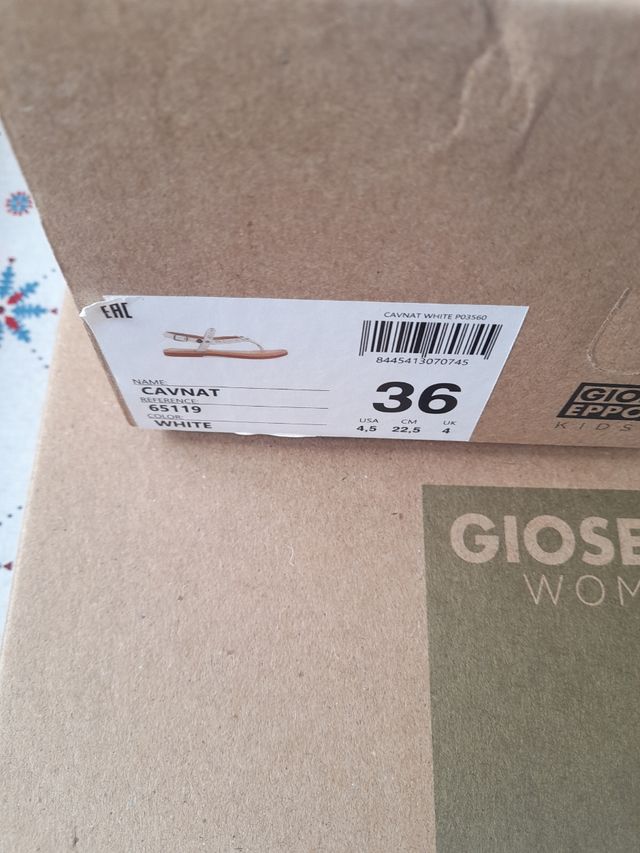 EAC
CAVNAT WHITE P03560
8445413070745
NAME:
CAVNAT
REFERENCE:
65119
COLOR:
WHITE
36
USA CM UK
4,5 22,5 4
GIO
EPPO
KIDS
GIOSE
WOM